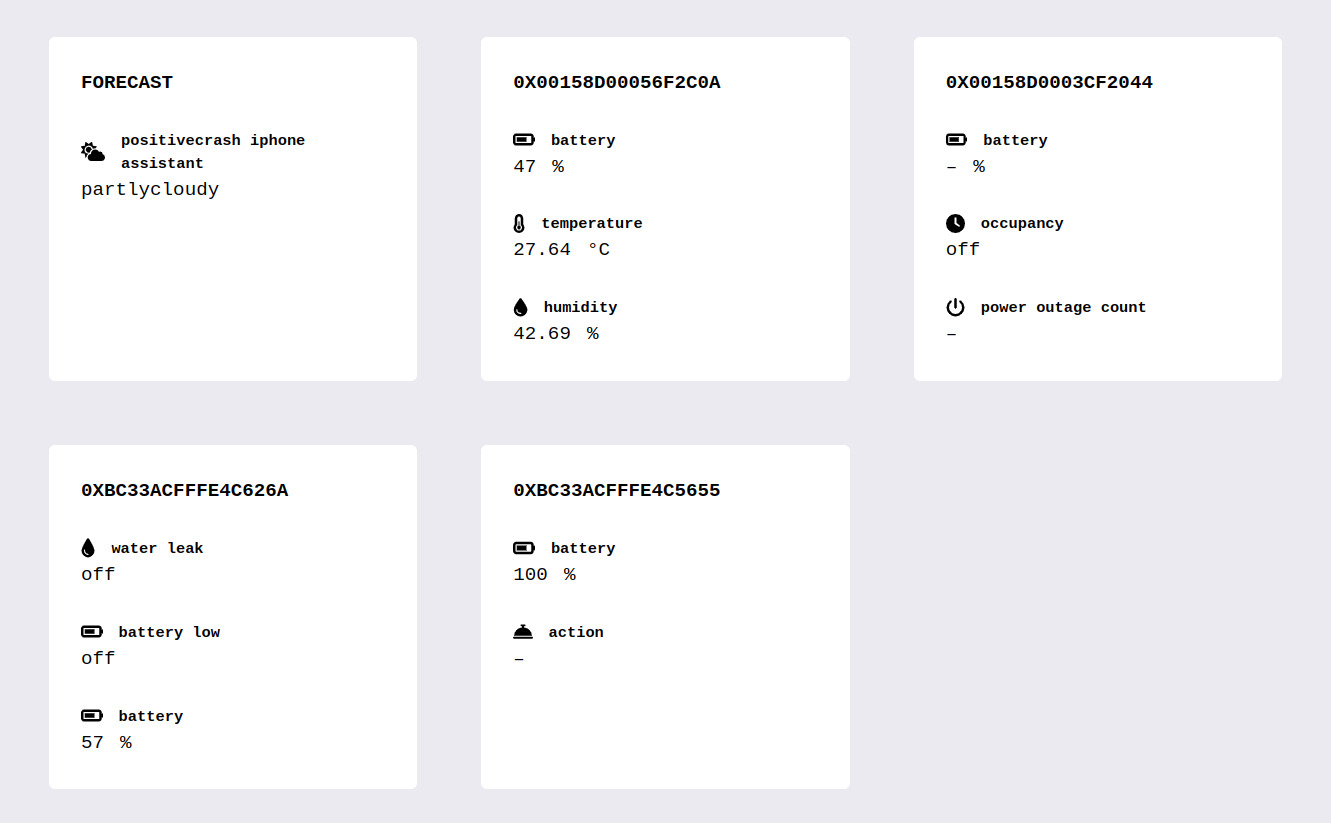 FORECAST
positivecrash iphone
assistant
partlycloudy
0X00158D00056F2C0A
battery
47 %
temperature
27.64 °C
humidity
42.69 %
0X00158D0003CF2044
battery
– %
occupancy
off
power outage count
–
0XBC33ACFFFE4C626A
water leak
off
battery low
off
battery
57 %
0XBC33ACFFFE4C5655
battery
100 %
action
–